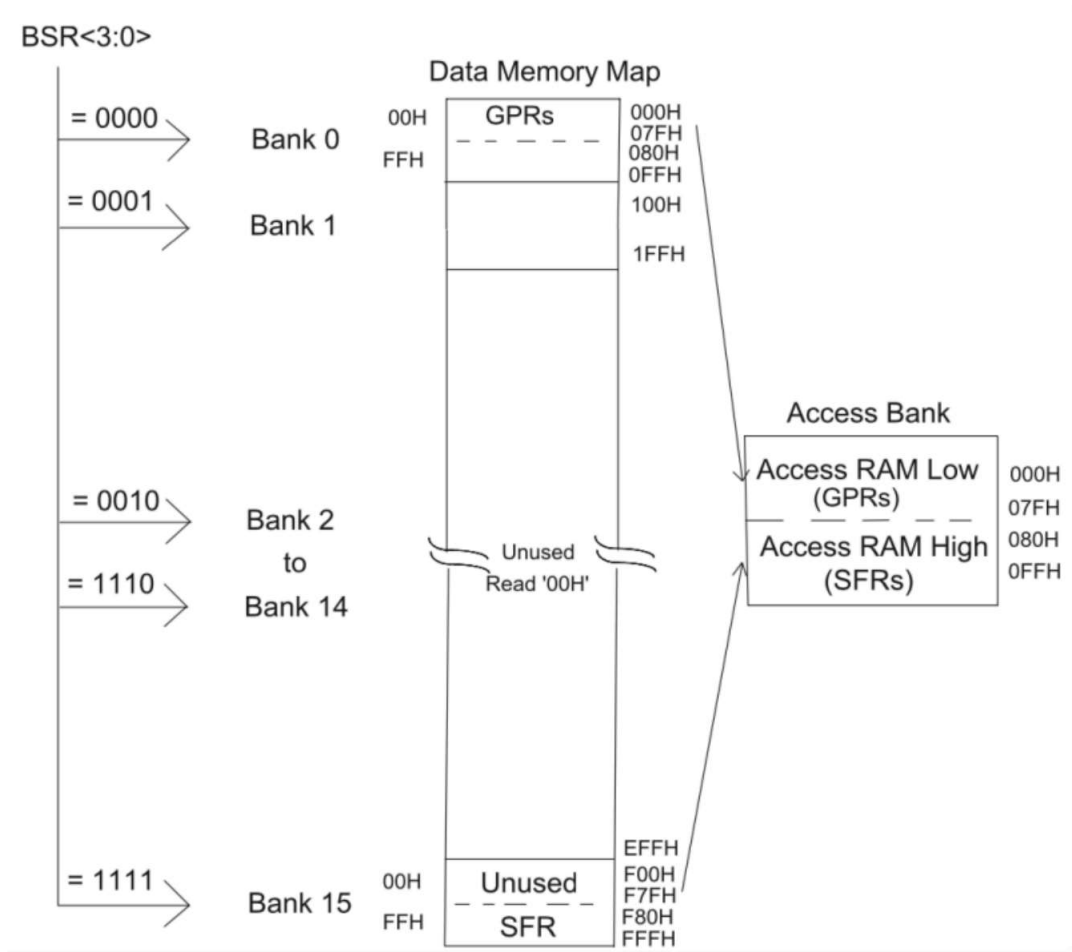 BSR<3:0>
Data Memory Map
= 0000
Bank 0
00H
FFH
GPRs
000H
07FH
080H
0FFH
= 0001
Bank 1
100H
1FFH
Access Bank
Access RAM Low
(GPRs)
000H
07FH
Access RAM High
(SFRs)
080H
0FFH
= 0010
Bank 2
to
= 1110
Bank 14
Unused
Read '00H'
EFFH
= 1111
Bank 15
00H
FFH
Unused
SFR
F00H
F7FH
F80H
FFFH